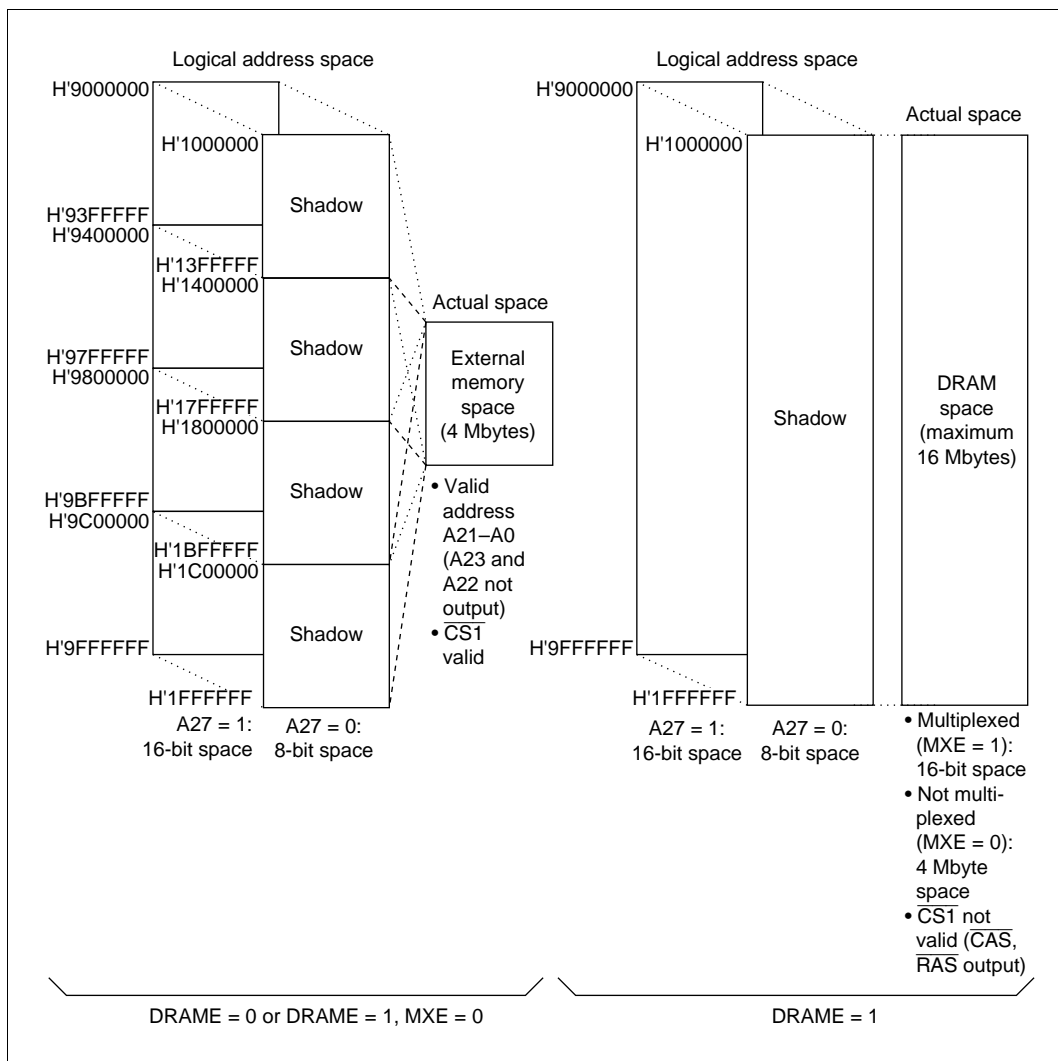 Logical address space
H'9000000
H'1000000
Shadow
H'93FFFFF
H'9400000
H'13FFFFF
H'1400000
Shadow
H'97FFFFF
H'9800000
H'17FFFFF
H'1800000
Shadow
H'9BFFFFF
H'9C00000
H'1BFFFFF
H'1C00000
Shadow
H'9FFFFFF
H'1FFFFFF
A27 = 1:
16-bit space
A27 = 0:
8-bit space
Actual space
External
memory
space
(4 Mbytes)
• Valid
address
A21–A0
(A23 and
A22 not
output)
• CS1
valid
DRAME = 0 or DRAME = 1, MXE = 0
Logical address space
H'9000000
H'1000000
Shadow
H'9FFFFFF
H'1FFFFFF
A27 = 1:
16-bit space
A27 = 0:
8-bit space
Actual space
DRAM
space
(maximum
16 Mbytes)
• Multiplexed
(MXE = 1):
16-bit space
• Not multi-
plexed
(MXE = 0):
4 Mbyte
space
• CS1 not
valid (CAS,
RAS output)
DRAME = 1